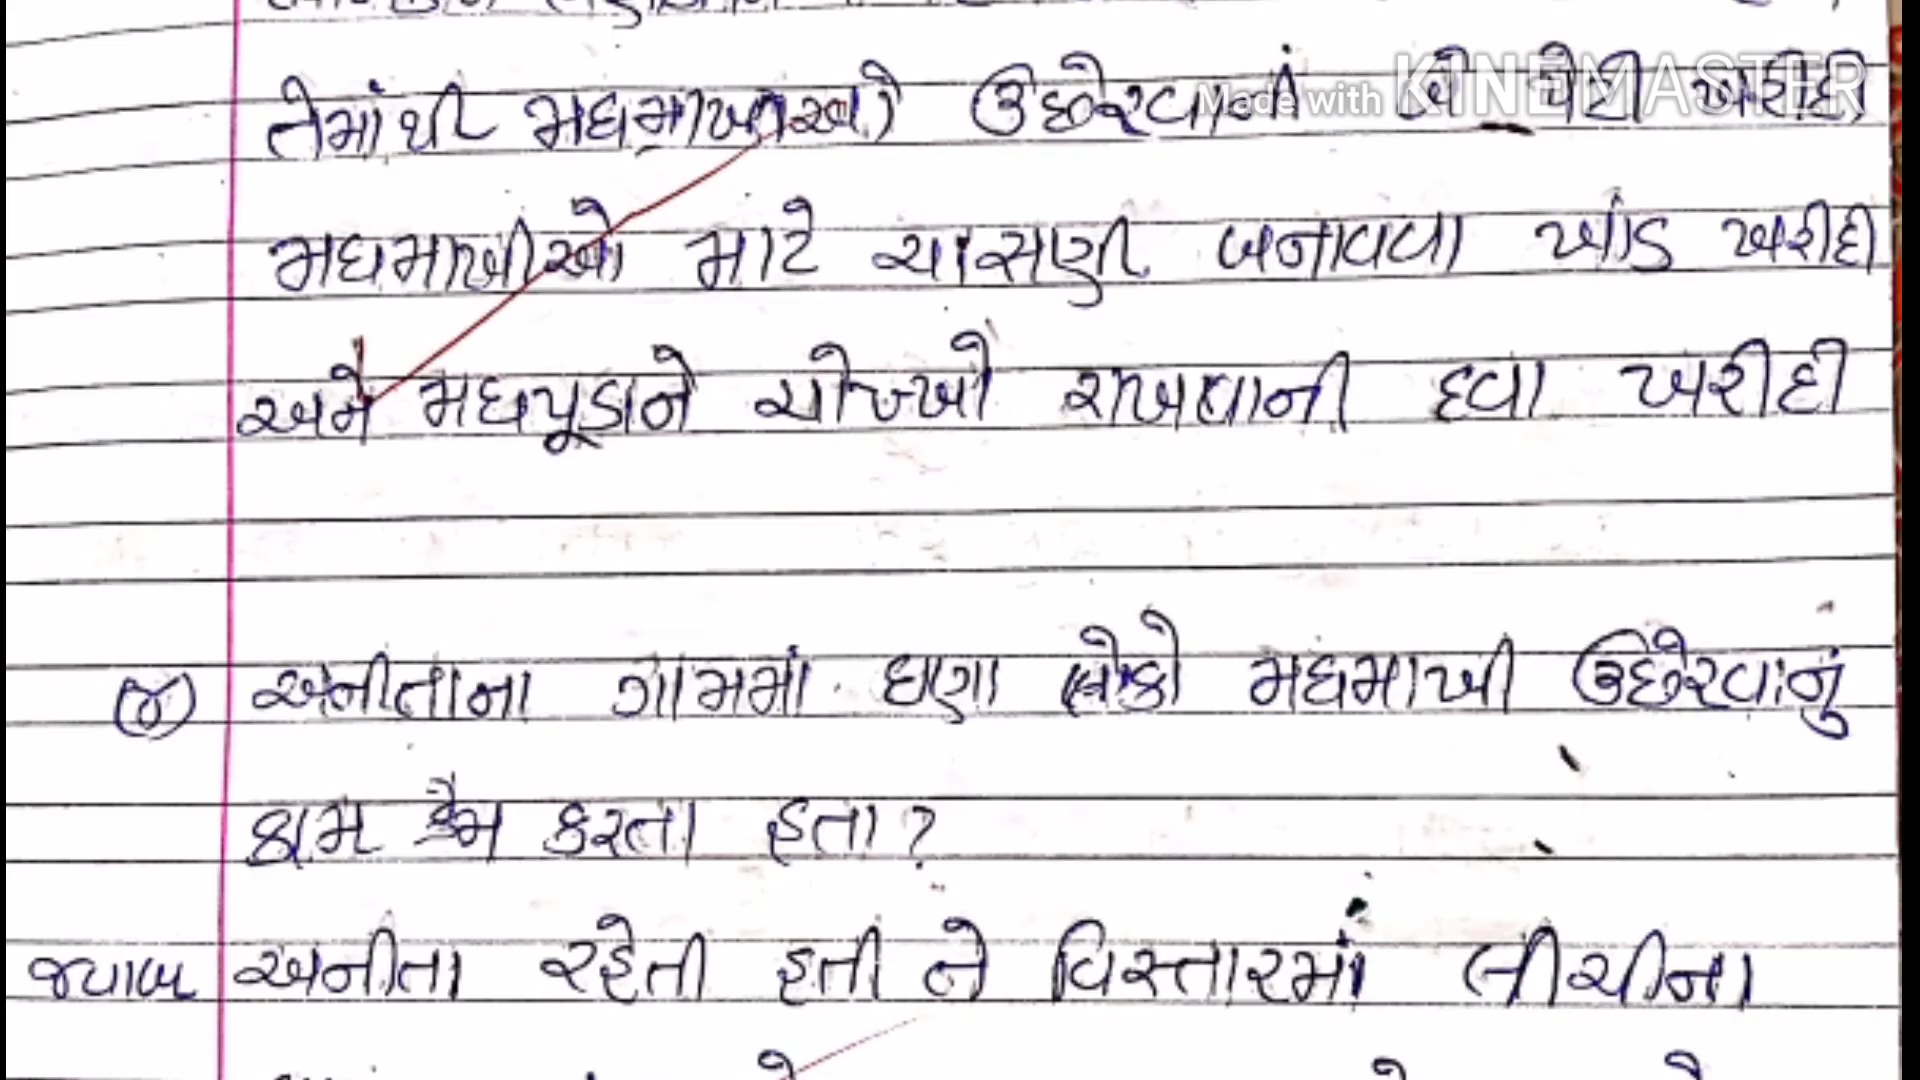 તેમાંથી મધમાખીઓ ઉછેરવાની બે પેટી ખરીદી
Made with KINEMASTER
મધમાખીઓ માટે ચાસણી બનાવવા ખાંડ ખરીદી
અને મધપૂડાને ચોખ્ખો રાખવાની દવા ખરીદી
(૪) અનીતાના ગામમાં ઘણા લોકો મધમાખી ઉછેરવાનું
કામ કેમ કરતા હતા?
જવાબ અનીતા રહેતી હતી તે વિસ્તારમાં લીચીના